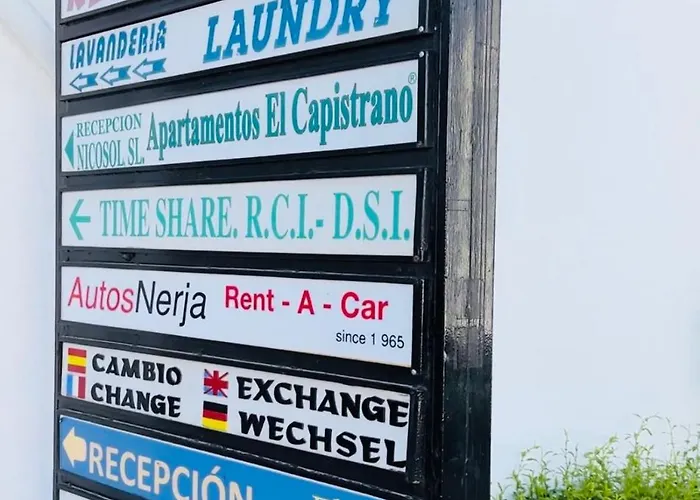 LAVANDERIA LAUNDRY
RECEPCION
NICOSOL SL. Apartamentos El Capistrano®
TIME SHARE. R.C.I.- D.S.I.
AutosNerja Rent - A - Car
since 1 965
CAMBIO EXCHANGE
CHANGE WECHSEL
RECEPCIÓN